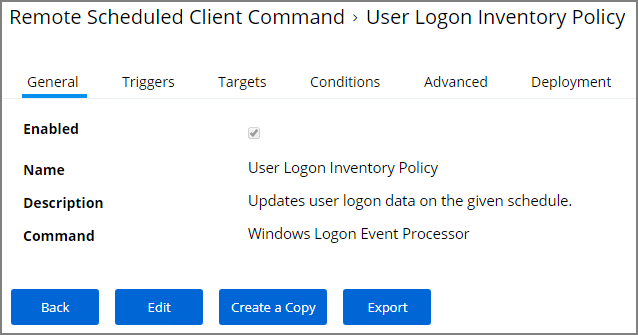 Remote Scheduled Client Command › User Logon Inventory Policy
General Triggers Targets Conditions Advanced Deployment
Enabled
Name User Logon Inventory Policy
Description Updates user logon data on the given schedule.
Command Windows Logon Event Processor
Back Edit Create a Copy Export